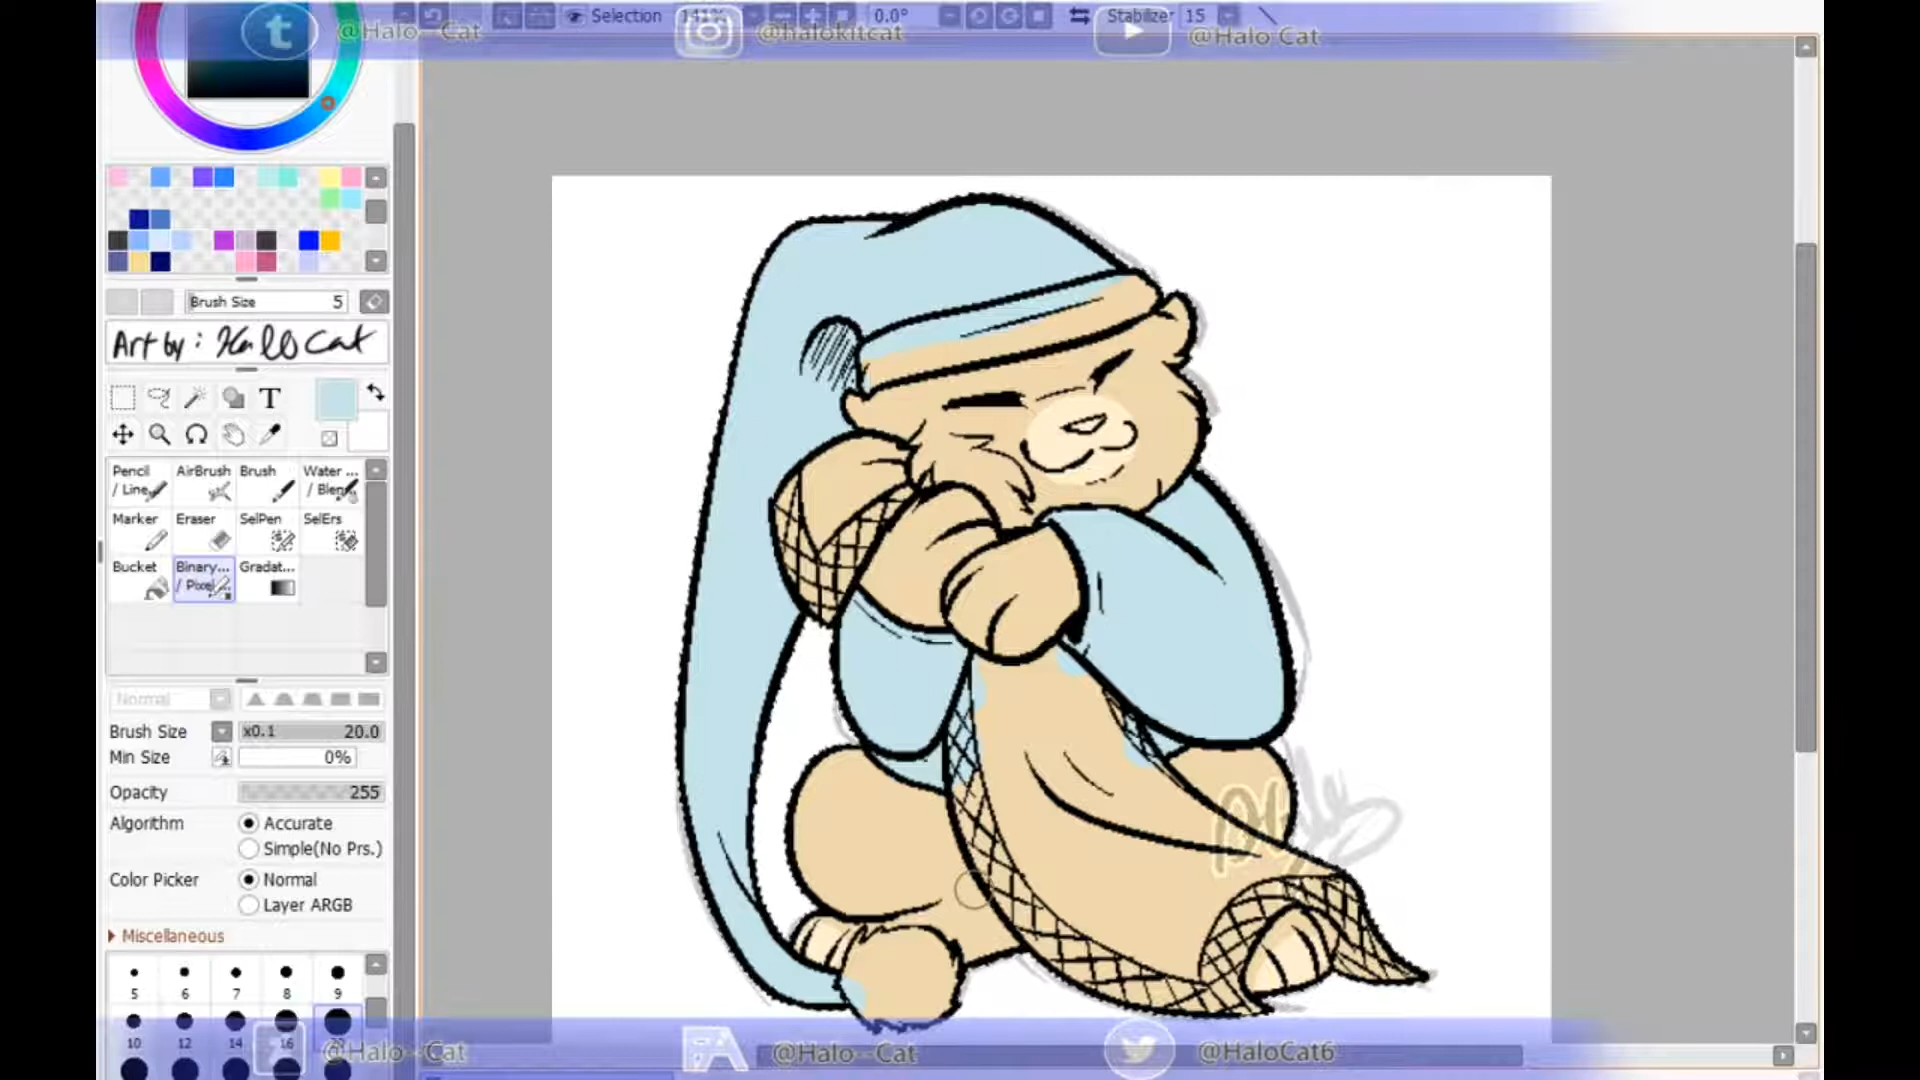 Selection 141% 0.0° Stabilizer 15
t @Halo--Cat @halokitcat @Halo Cat
Brush Size 5
Art by: Halo Cat
T
Pencil / Line
AirBrush
Brush
Water ... / Blen
Marker
Eraser
SelPen
SelErs
Bucket
Binary... / Pixel
Gradat...
Normal
Brush Size x0.1 20.0
Min Size 0%
Opacity 255
Algorithm Accurate
Simple(No Prs.)
Color Picker Normal
Layer ARGB
Miscellaneous
5 6 7 8 9
10 12 14 16
@Halo--Cat FA @Halo--Cat @HaloCat6